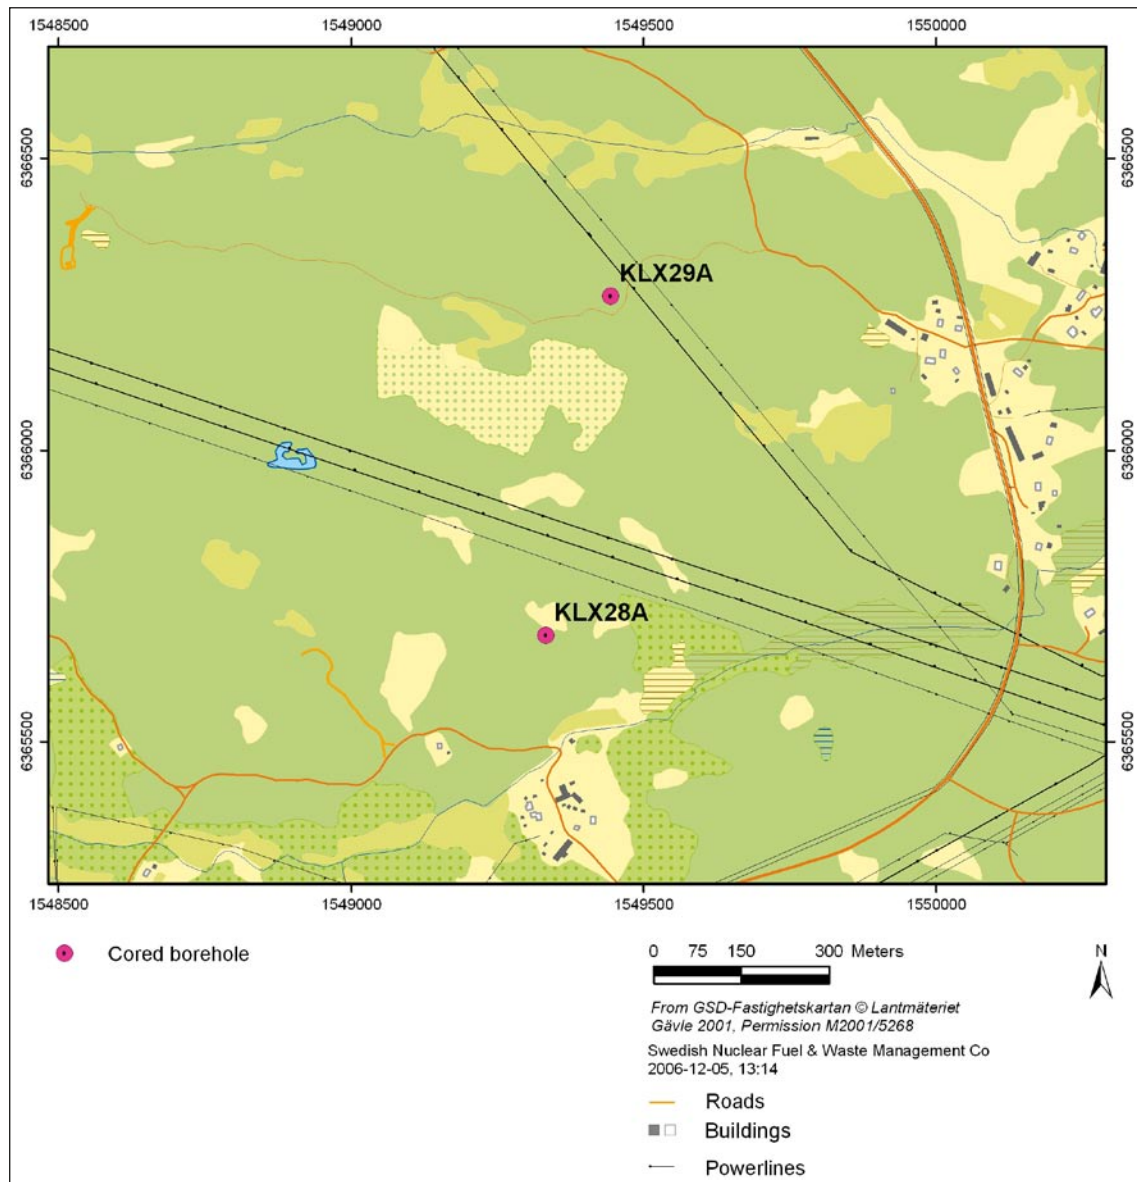 1548500 1549000 1549500 1550000
6366500 6366500
KLX29A
6366000 6366000
KLX28A
6365500 6365500
1548500 1549000 1549500 1550000
Cored borehole
0 75 150 300 Meters
N
From GSD-Fastighetskartan © Lantmäteriet
Gävle 2001, Permission M2001/5268
Swedish Nuclear Fuel & Waste Management Co
2006-12-05, 13:14
Roads
Buildings
Powerlines